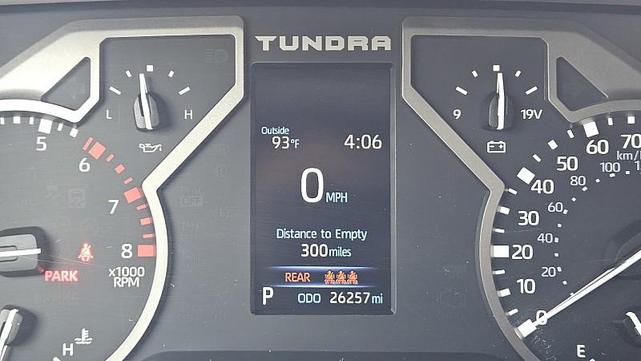 TUNDRA
L H
9 19V
Outside
93°F 4:06
0 MPH
Distance to Empty
300 miles
REAR
P ODO 26257 mi
5
6
7
8
x1000
RPM
PARK
H
70
60
50
40
30
20
10
0
km/
100
80
60
40
20
E